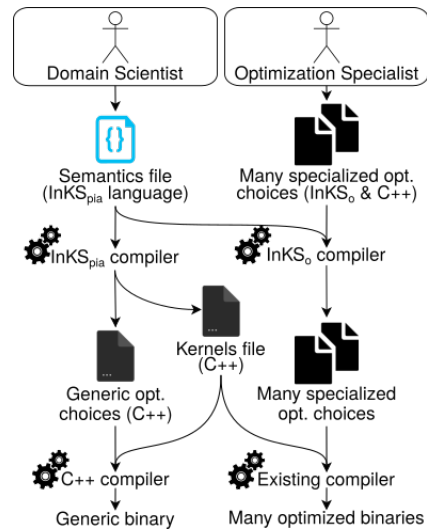 Domain Scientist
Optimization Specialist
{}
Semantics file
(InKS_pia language)
Many specialized opt.
choices (InKS_o & C++)
InKS_pia compiler
InKS_o compiler
...
Kernels file
(C++)
...
Generic opt.
choices (C++)
Many specialized
opt. choices
C++ compiler
Existing compiler
Generic binary
Many optimized binaries